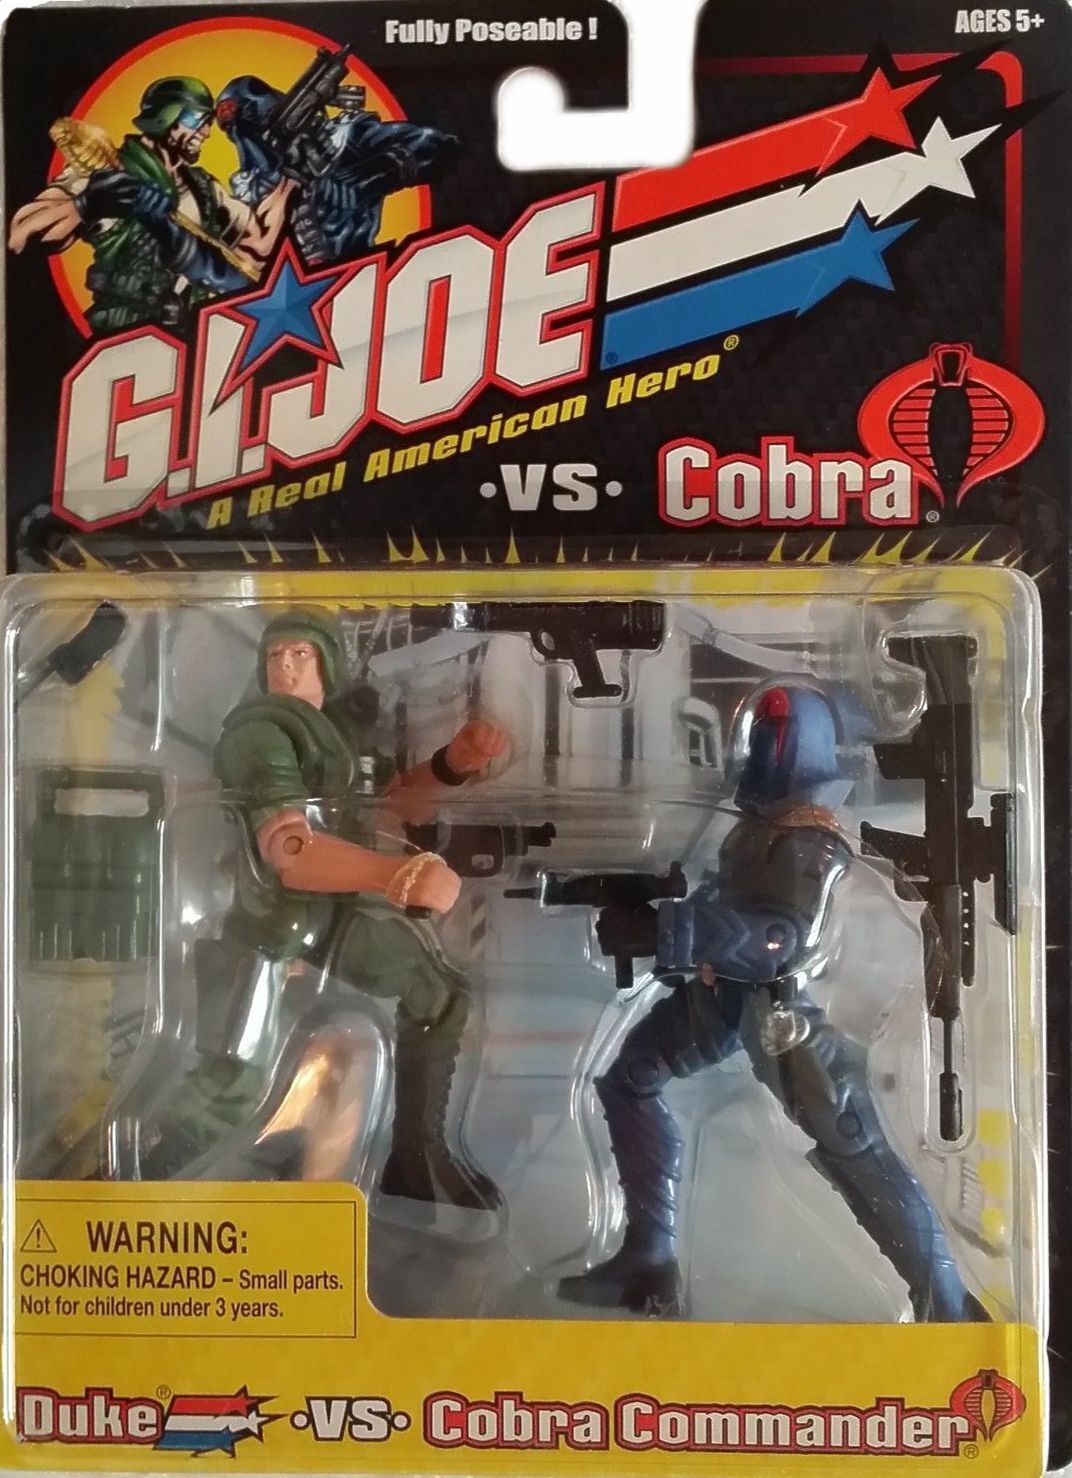 Fully Poseable !
AGES 5+
G.I. JOE
A Real American Hero®
•VS• Cobra®
⚠ WARNING:
CHOKING HAZARD – Small parts.
Not for children under 3 years.
Duke® •VS• Cobra Commander®